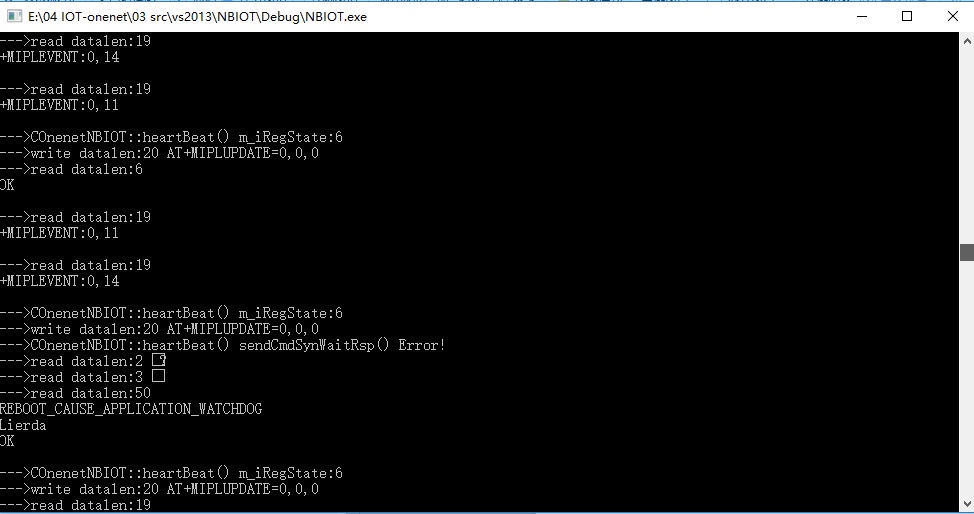 E:\04 IOT-onenet\03 src\vs2013\NBIOT\Debug\NBIOT.exe
--->read datalen:19
+MIPLEVENT:0,14
--->read datalen:19
+MIPLEVENT:0,11
--->COnenetNBIOT::heartBeat() m_iRegState:6
--->write datalen:20 AT+MIPLUPDATE=0,0,0
--->read datalen:6
OK
--->read datalen:19
+MIPLEVENT:0,11
--->read datalen:19
+MIPLEVENT:0,14
--->COnenetNBIOT::heartBeat() m_iRegState:6
--->write datalen:20 AT+MIPLUPDATE=0,0,0
--->COnenetNBIOT::heartBeat() sendCmdSynWaitRsp() Error!
--->read datalen:2
--->read datalen:3
--->read datalen:50
REBOOT_CAUSE_APPLICATION_WATCHDOG
Lierda
OK
--->COnenetNBIOT::heartBeat() m_iRegState:6
--->write datalen:20 AT+MIPLUPDATE=0,0,0
--->read datalen:19